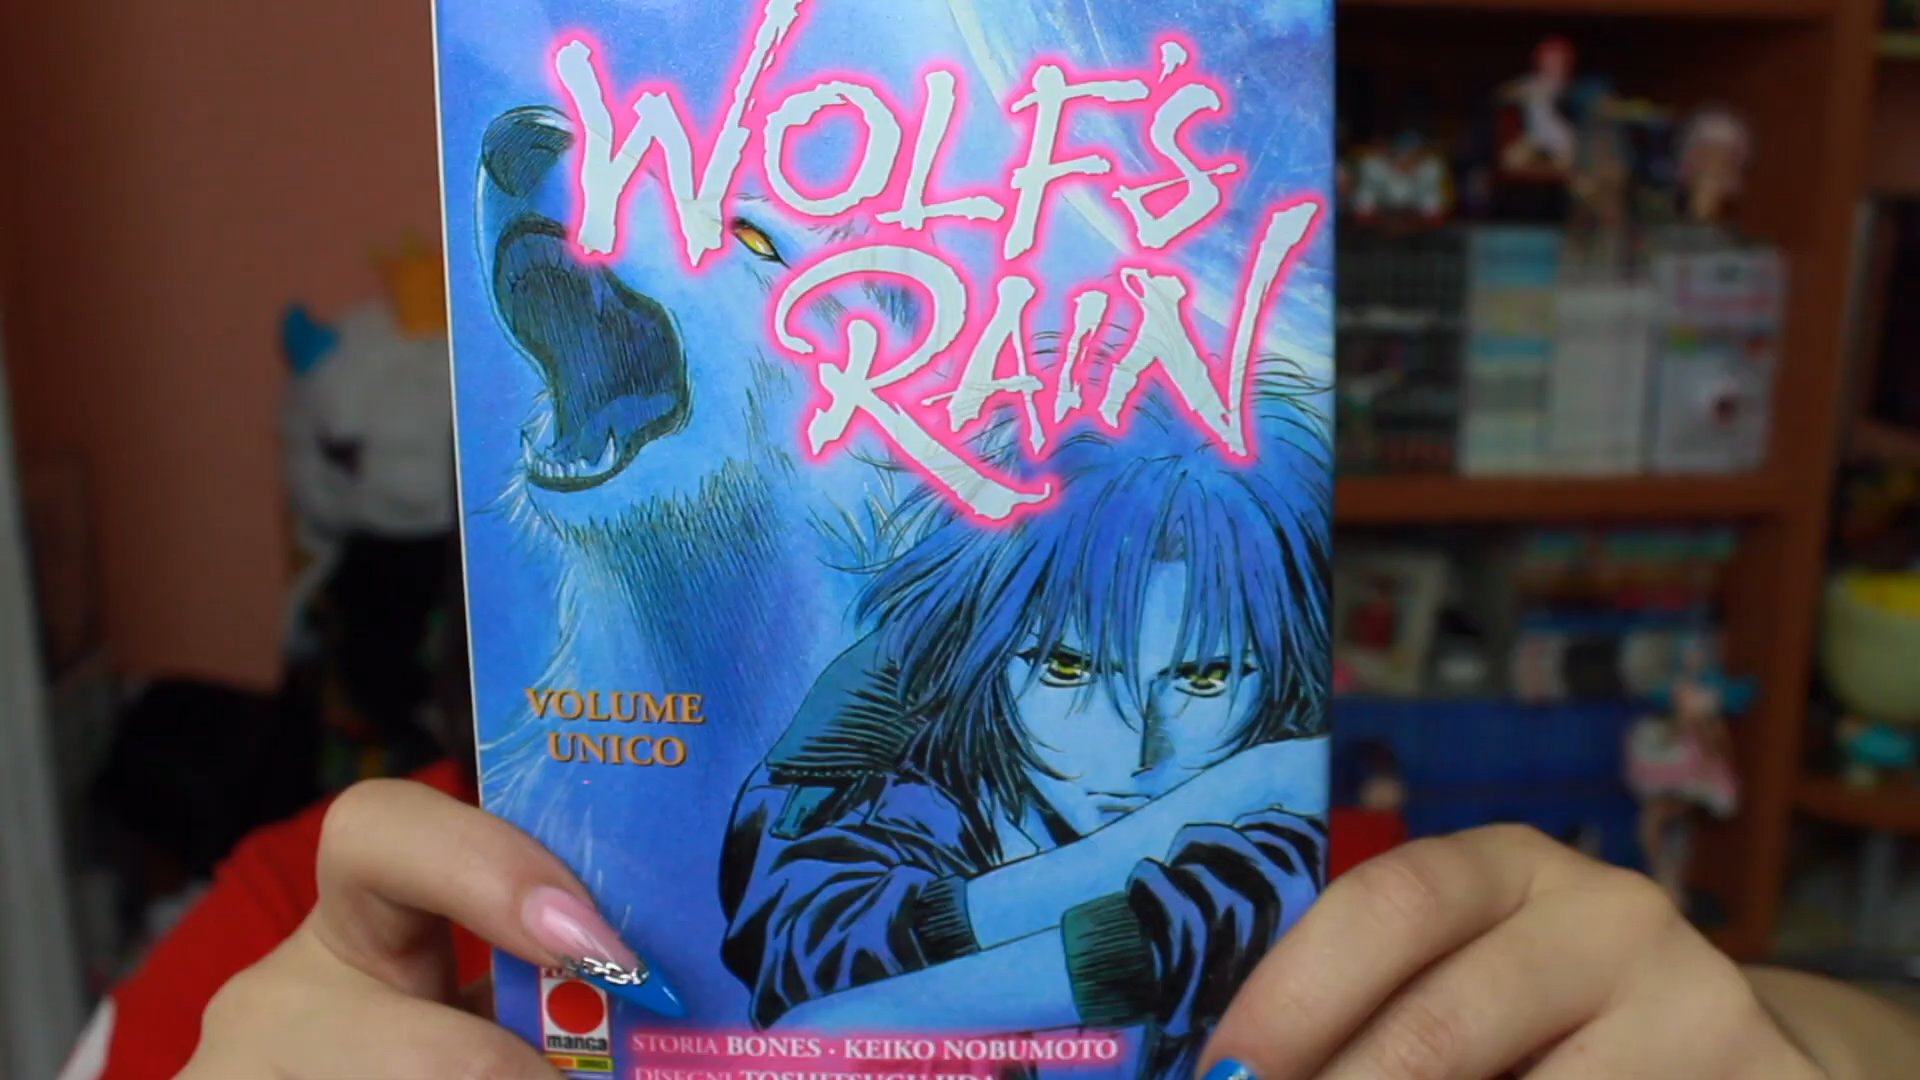 WOLF'S
RAIN
VOLUME
UNICO
manga
STORIA BONES · KEIKO NOBUMOTO
DISEGNI TOSHITSUGU IIDA